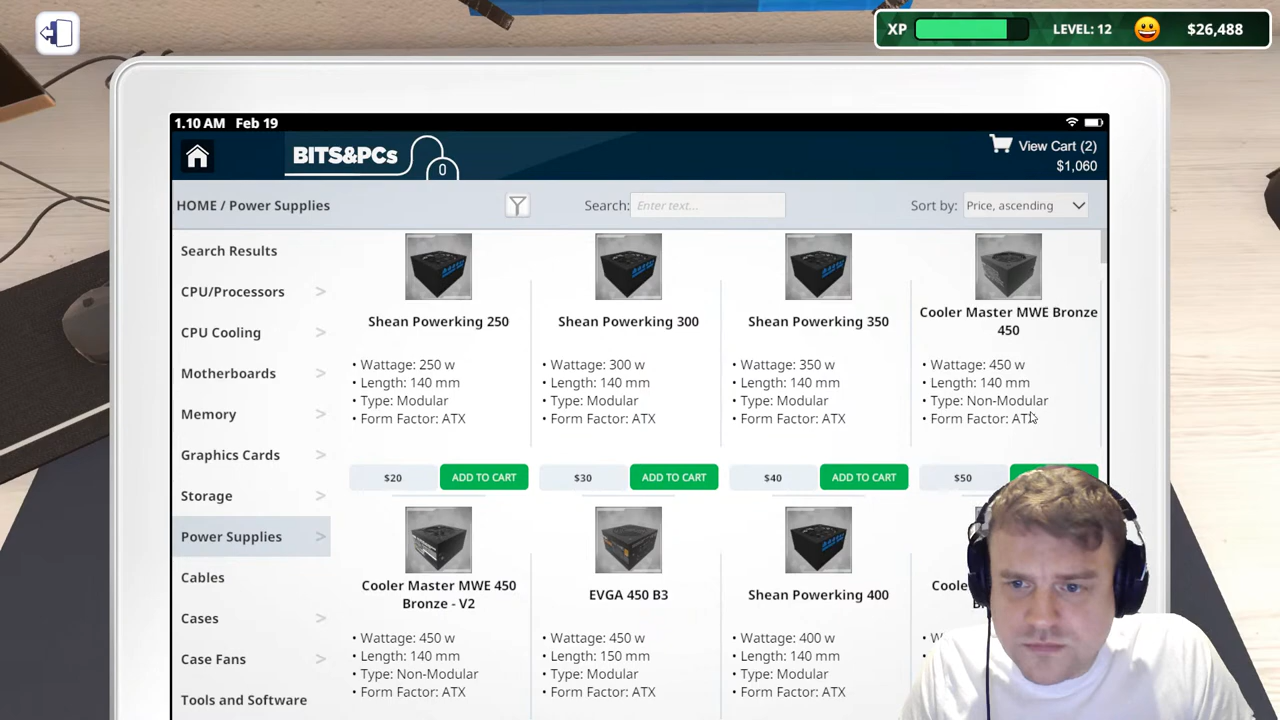 XP LEVEL: 12 $26,488
1.10 AM Feb 19
BITS&PCs
0
View Cart (2)
$1,060
HOME / Power Supplies
Search: Enter text...
Sort by: Price, ascending
Search Results
CPU/Processors >
CPU Cooling >
Motherboards >
Memory >
Graphics Cards >
Storage >
Power Supplies >
Cables
Cases >
Case Fans >
Tools and Software
Shean Powerking 250
• Wattage: 250 w
• Length: 140 mm
• Type: Modular
• Form Factor: ATX
$20 ADD TO CART
Shean Powerking 300
• Wattage: 300 w
• Length: 140 mm
• Type: Modular
• Form Factor: ATX
$30 ADD TO CART
Shean Powerking 350
• Wattage: 350 w
• Length: 140 mm
• Type: Modular
• Form Factor: ATX
$40 ADD TO CART
Cooler Master MWE Bronze
450
• Wattage: 450 w
• Length: 140 mm
• Type: Non-Modular
• Form Factor: ATX
$50
Cooler Master MWE 450
Bronze - V2
• Wattage: 450 w
• Length: 140 mm
• Type: Non-Modular
• Form Factor: ATX
EVGA 450 B3
• Wattage: 450 w
• Length: 150 mm
• Type: Modular
• Form Factor: ATX
Shean Powerking 400
• Wattage: 400 w
• Length: 140 mm
• Type: Modular
• Form Factor: ATX